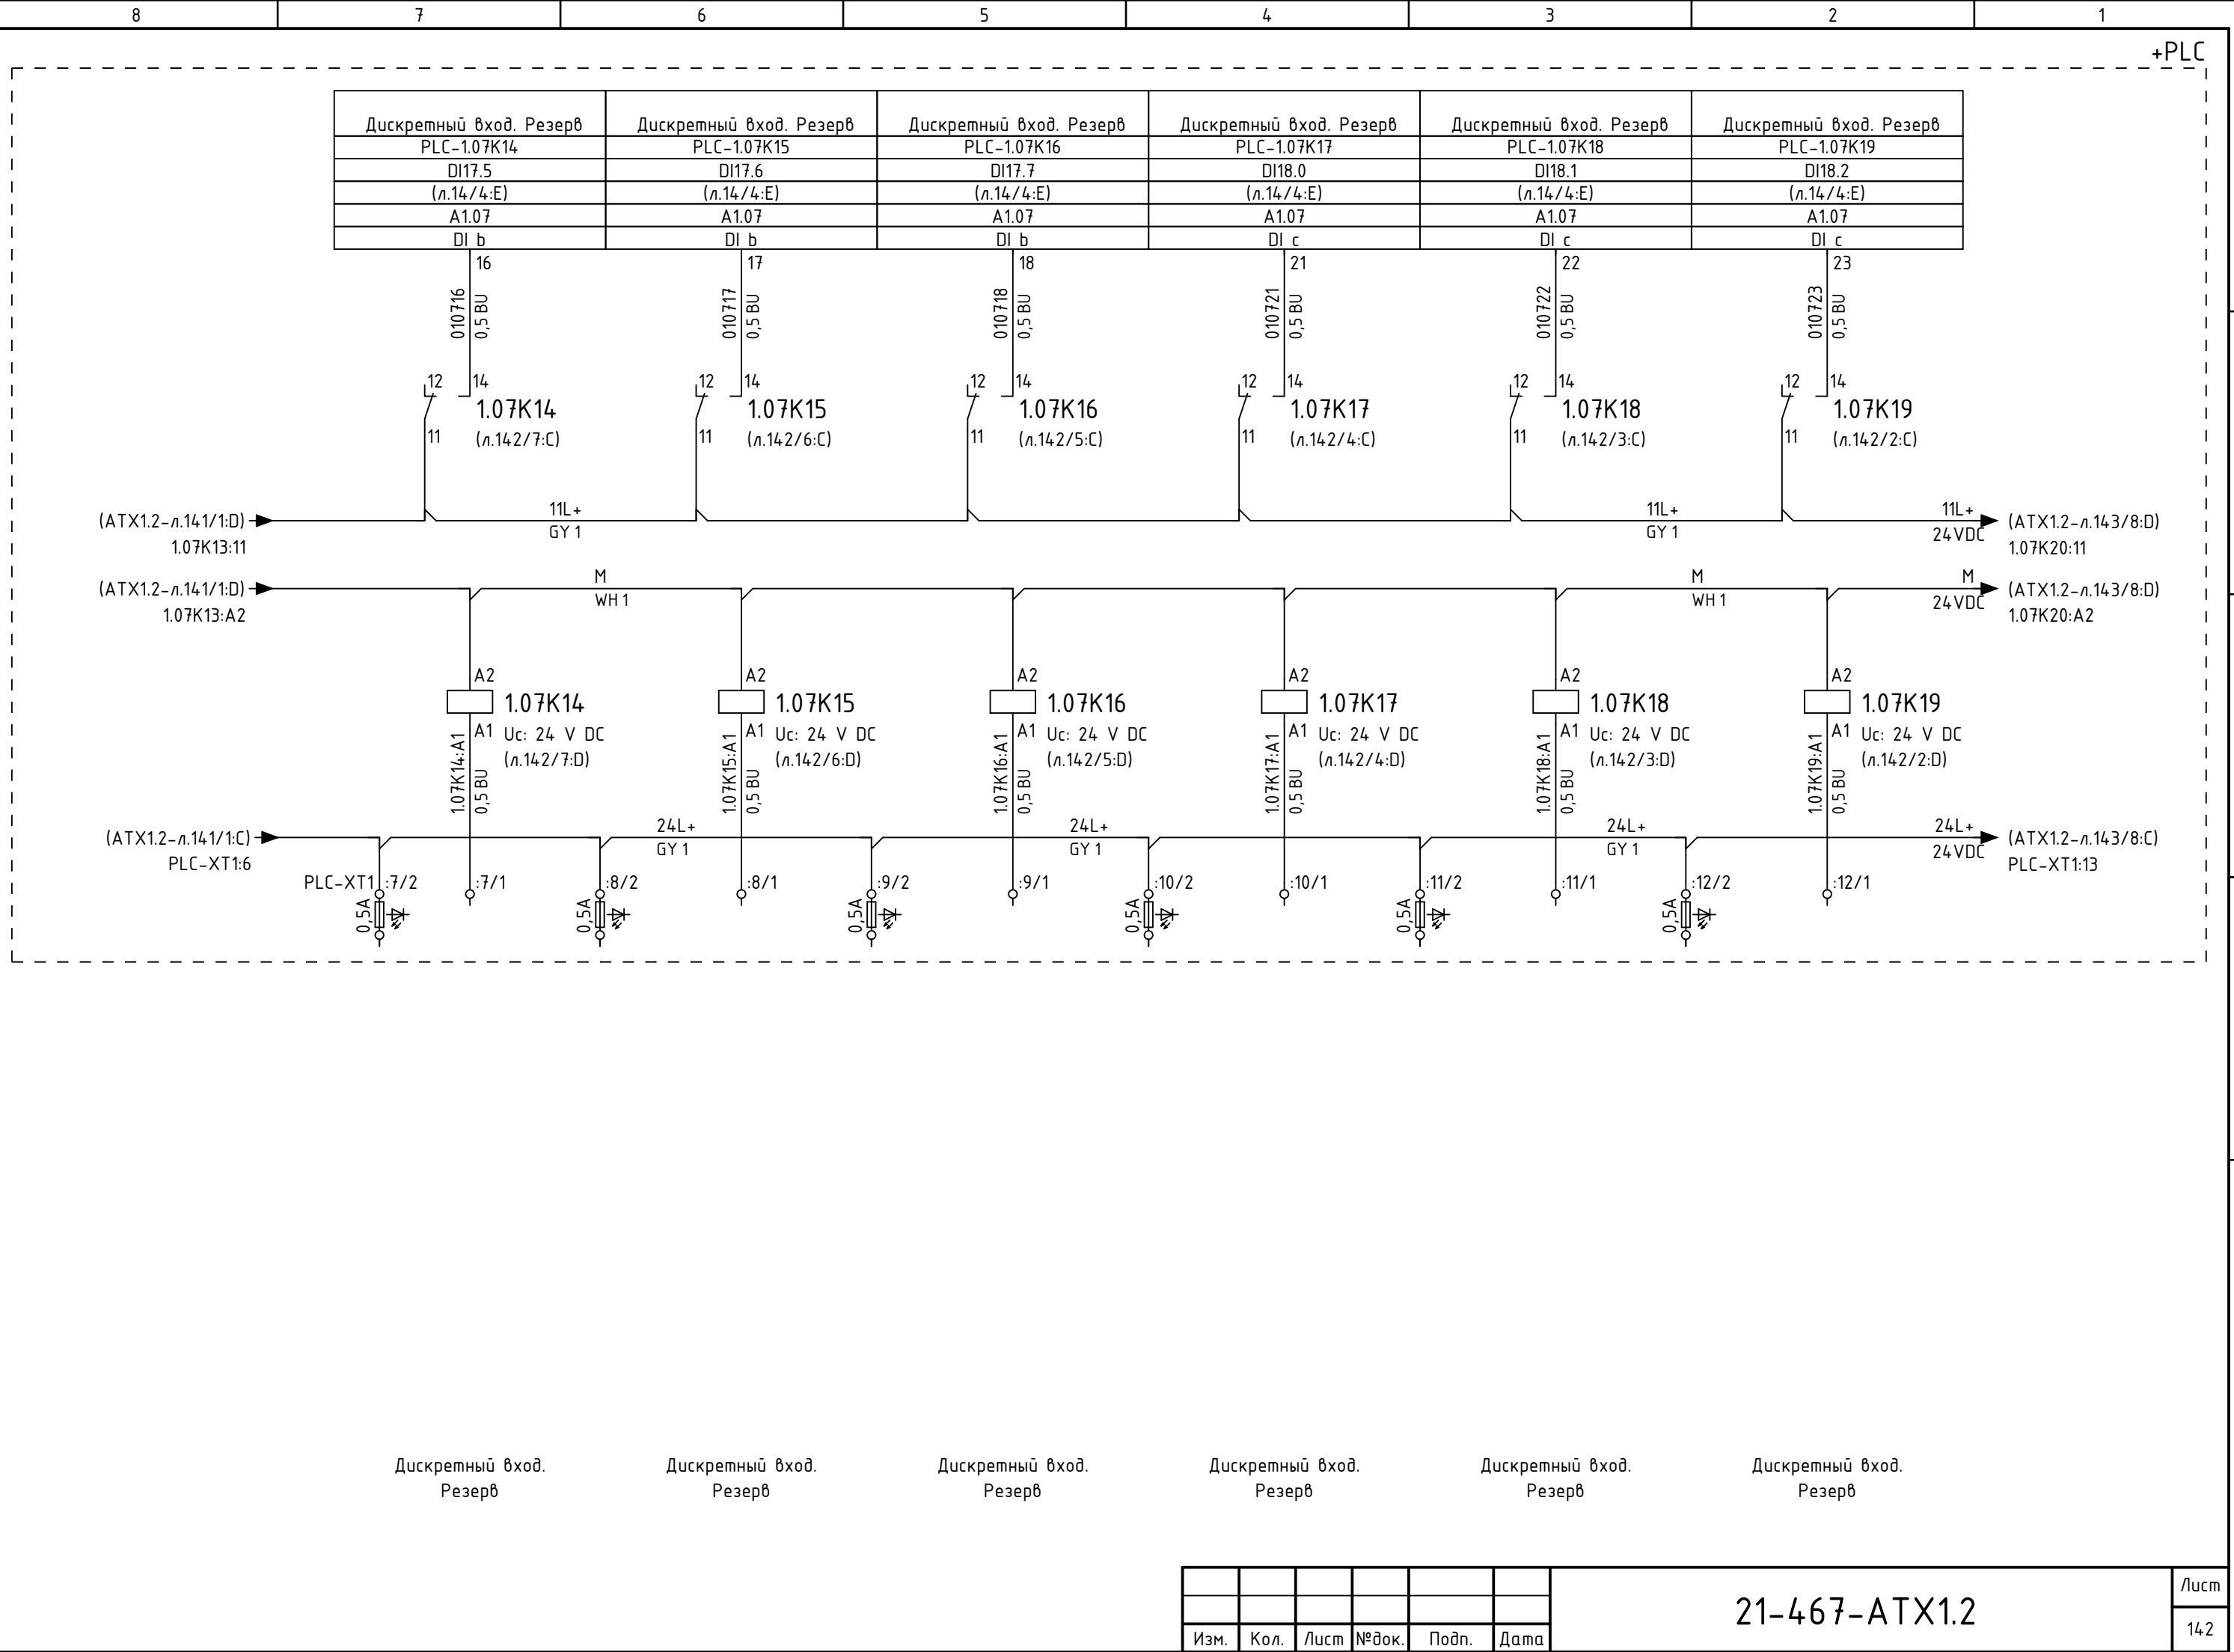 8 7 6 5 4 3 2 1
+PLC
Дискретный вход. Резерв Дискретный вход. Резерв Дискретный вход. Резерв Дискретный вход. Резерв Дискретный вход. Резерв Дискретный вход. Резерв
PLC-1.07K14 PLC-1.07K15 PLC-1.07K16 PLC-1.07K17 PLC-1.07K18 PLC-1.07K19
DI17.5 DI17.6 DI17.7 DI18.0 DI18.1 DI18.2
(л.14/4:E) (л.14/4:E) (л.14/4:E) (л.14/4:E) (л.14/4:E) (л.14/4:E)
A1.07 A1.07 A1.07 A1.07 A1.07 A1.07
DI b DI b DI b DI c DI c DI c
16 17 18 21 22 23
010716 0,5 BU 010717 0,5 BU 010718 0,5 BU 010721 0,5 BU 010722 0,5 BU 010723 0,5 BU
12 14 12 14 12 14 12 14 12 14 12 14
1.07K14 1.07K15 1.07K16 1.07K17 1.07K18 1.07K19
11 (л.142/7:C) 11 (л.142/6:C) 11 (л.142/5:C) 11 (л.142/4:C) 11 (л.142/3:C) 11 (л.142/2:C)
11L+ 11L+ 11L+
(ATX1.2-л.141/1:D) (ATX1.2-л.143/8:D)
GY 1 GY 1 24VDC
1.07K13:11 1.07K20:11
M M M
(ATX1.2-л.141/1:D) (ATX1.2-л.143/8:D)
WH 1 WH 1 24VDC
1.07K13:A2 1.07K20:A2
A2 A2 A2 A2 A2 A2
1.07K14 1.07K15 1.07K16 1.07K17 1.07K18 1.07K19
A1 Uc: 24 V DC A1 Uc: 24 V DC A1 Uc: 24 V DC A1 Uc: 24 V DC A1 Uc: 24 V DC A1 Uc: 24 V DC
(л.142/7:D) (л.142/6:D) (л.142/5:D) (л.142/4:D) (л.142/3:D) (л.142/2:D)
1.07K14:A1 0,5 BU 1.07K15:A1 0,5 BU 1.07K16:A1 0,5 BU 1.07K17:A1 0,5 BU 1.07K18:A1 0,5 BU 1.07K19:A1 0,5 BU
24L+ 24L+ 24L+ 24L+
(ATX1.2-л.141/1:C) (ATX1.2-л.143/8:C)
GY 1 GY 1 GY 1 24VDC
PLC-XT1:6 PLC-XT1:13
PLC-XT1 :7/2 :7/1 :8/2 :8/1 :9/2 :9/1 :10/2 :10/1 :11/2 :11/1 :12/2 :12/1
0,5A 0,5A 0,5A 0,5A 0,5A 0,5A
Дискретный вход. Дискретный вход. Дискретный вход. Дискретный вход. Дискретный вход. Дискретный вход.
Резерв Резерв Резерв Резерв Резерв Резерв
Лист
21-467-ATX1.2
142
Изм. Кол. Лист №док. Подп. Дата